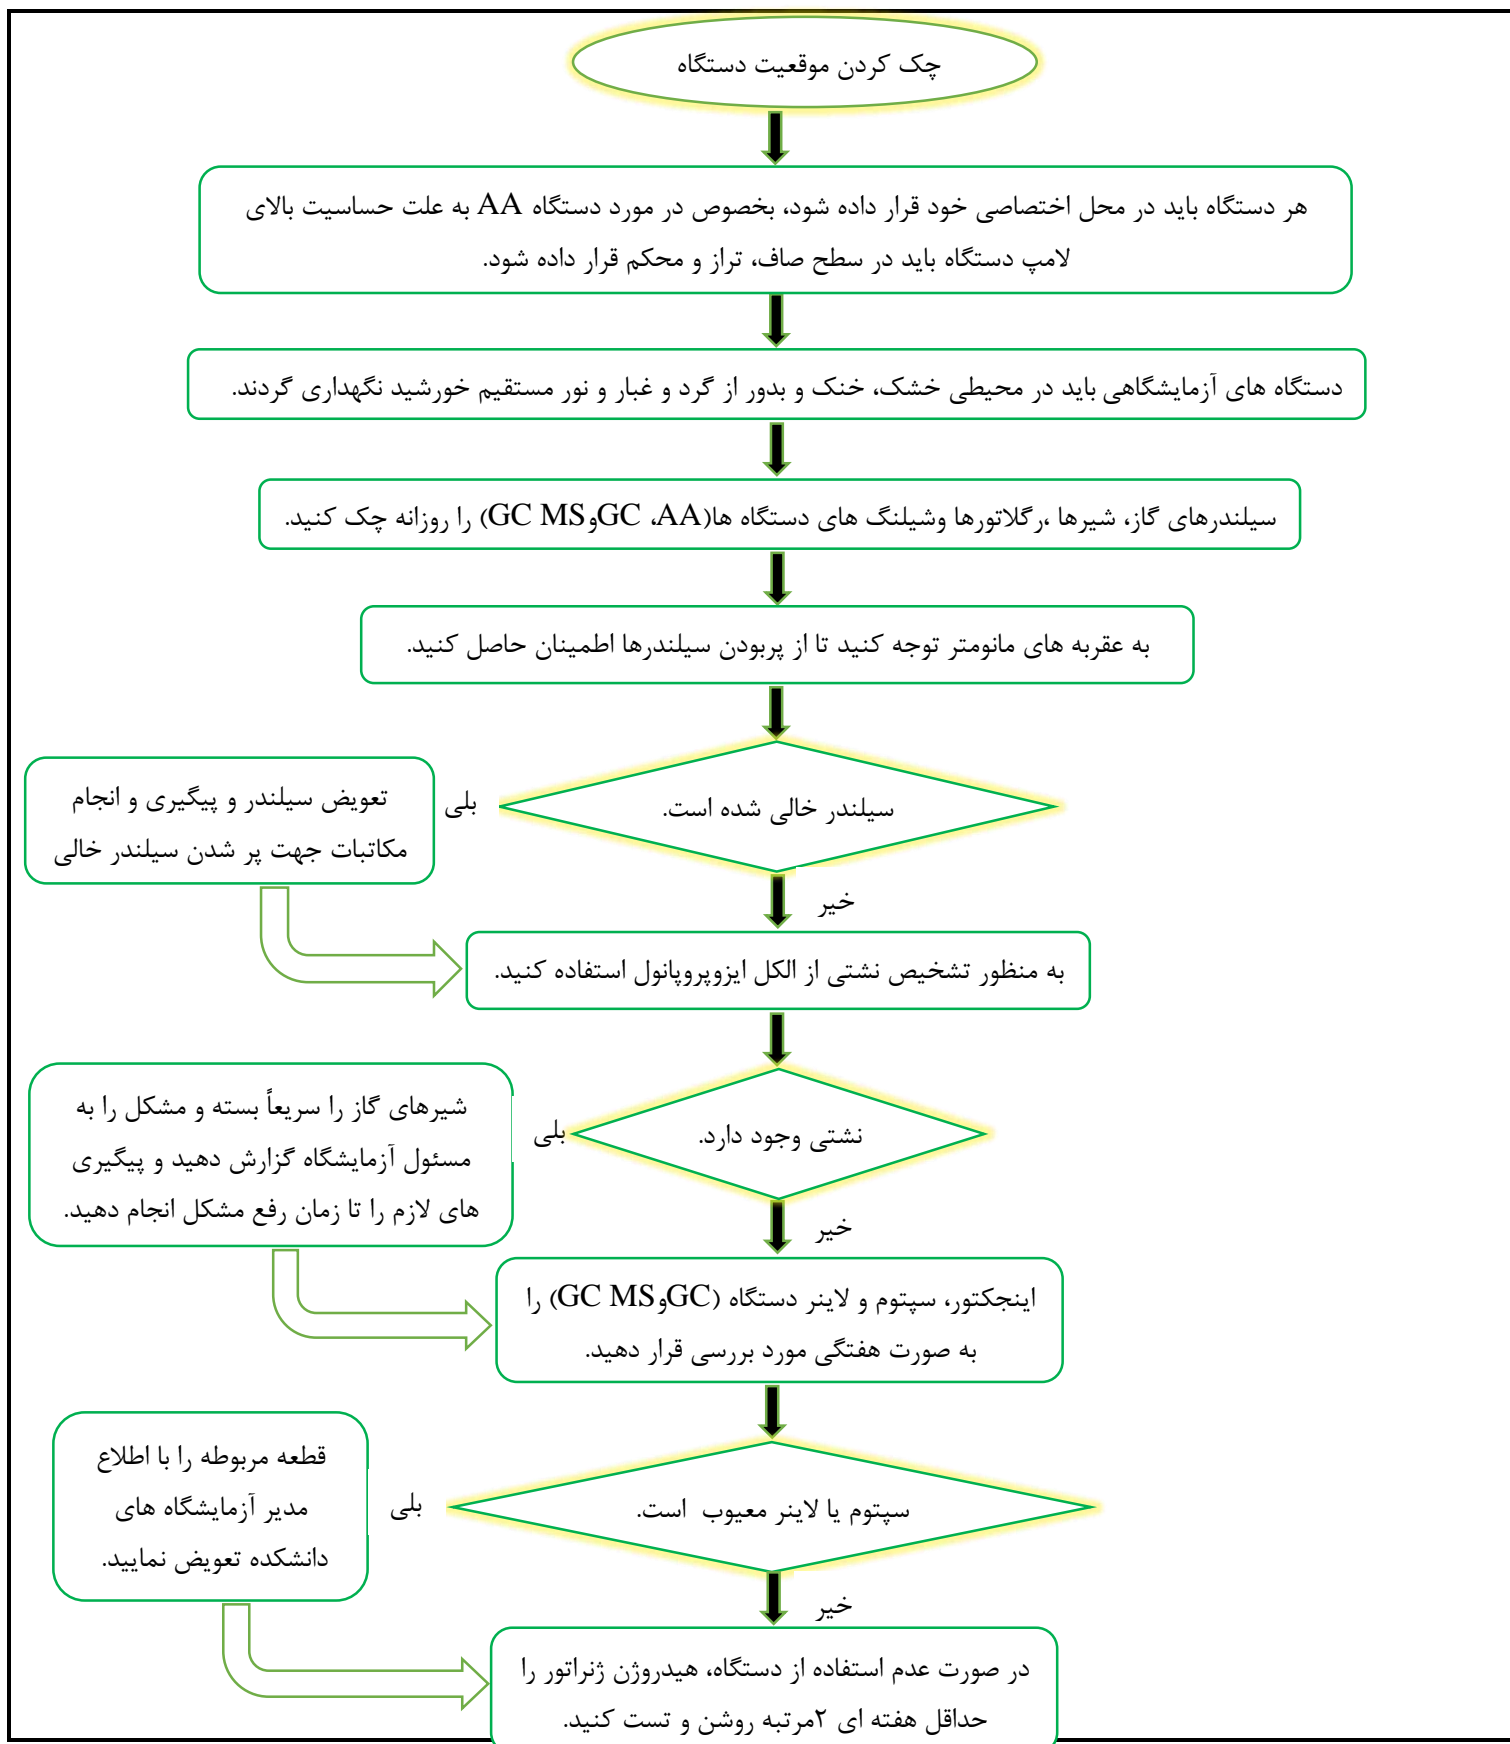 چک کردن موقعیت دستگاه
هر دستگاه باید در محل اختصاصی خود قرار داده شود، بخصوص در مورد دستگاه AA به علت حساسیت بالای
لامپ دستگاه باید در سطح صاف، تراز و محکم قرار داده شود.
دستگاه های آزمایشگاهی باید در محیطی خشک، خنک و بدور از گرد و غبار و نور مستقیم خورشید نگهداری گردند.
سیلندرهای گاز، شیرها ،رگلاتورها وشیلنگ های دستگاه ها(GC ،AAوGC MS) را روزانه چک کنید.
به عقربه های مانومتر توجه کنید تا از پربودن سیلندرها اطمینان حاصل کنید.
سیلندر خالی شده است.
بلی
تعویض سیلندر و پیگیری و انجام
مکاتبات جهت پر شدن سیلندر خالی
خیر
به منظور تشخیص نشتی از الکل ایزوپروپانول استفاده کنید.
نشتی وجود دارد.
بلی
شیرهای گاز را سریعاً بسته و مشکل را به
مسئول آزمایشگاه گزارش دهید و پیگیری
های لازم را تا زمان رفع مشکل انجام دهید.
خیر
اینجکتور، سپتوم و لاینر دستگاه (GCوGC MS) را
به صورت هفتگی مورد بررسی قرار دهید.
سپتوم یا لاینر معیوب است.
بلی
قطعه مربوطه را با اطلاع
مدیر آزمایشگاه های
دانشکده تعویض نمایید.
خیر
در صورت عدم استفاده از دستگاه، هیدروژن ژنراتور را
حداقل هفته ای ۲مرتبه روشن و تست کنید.